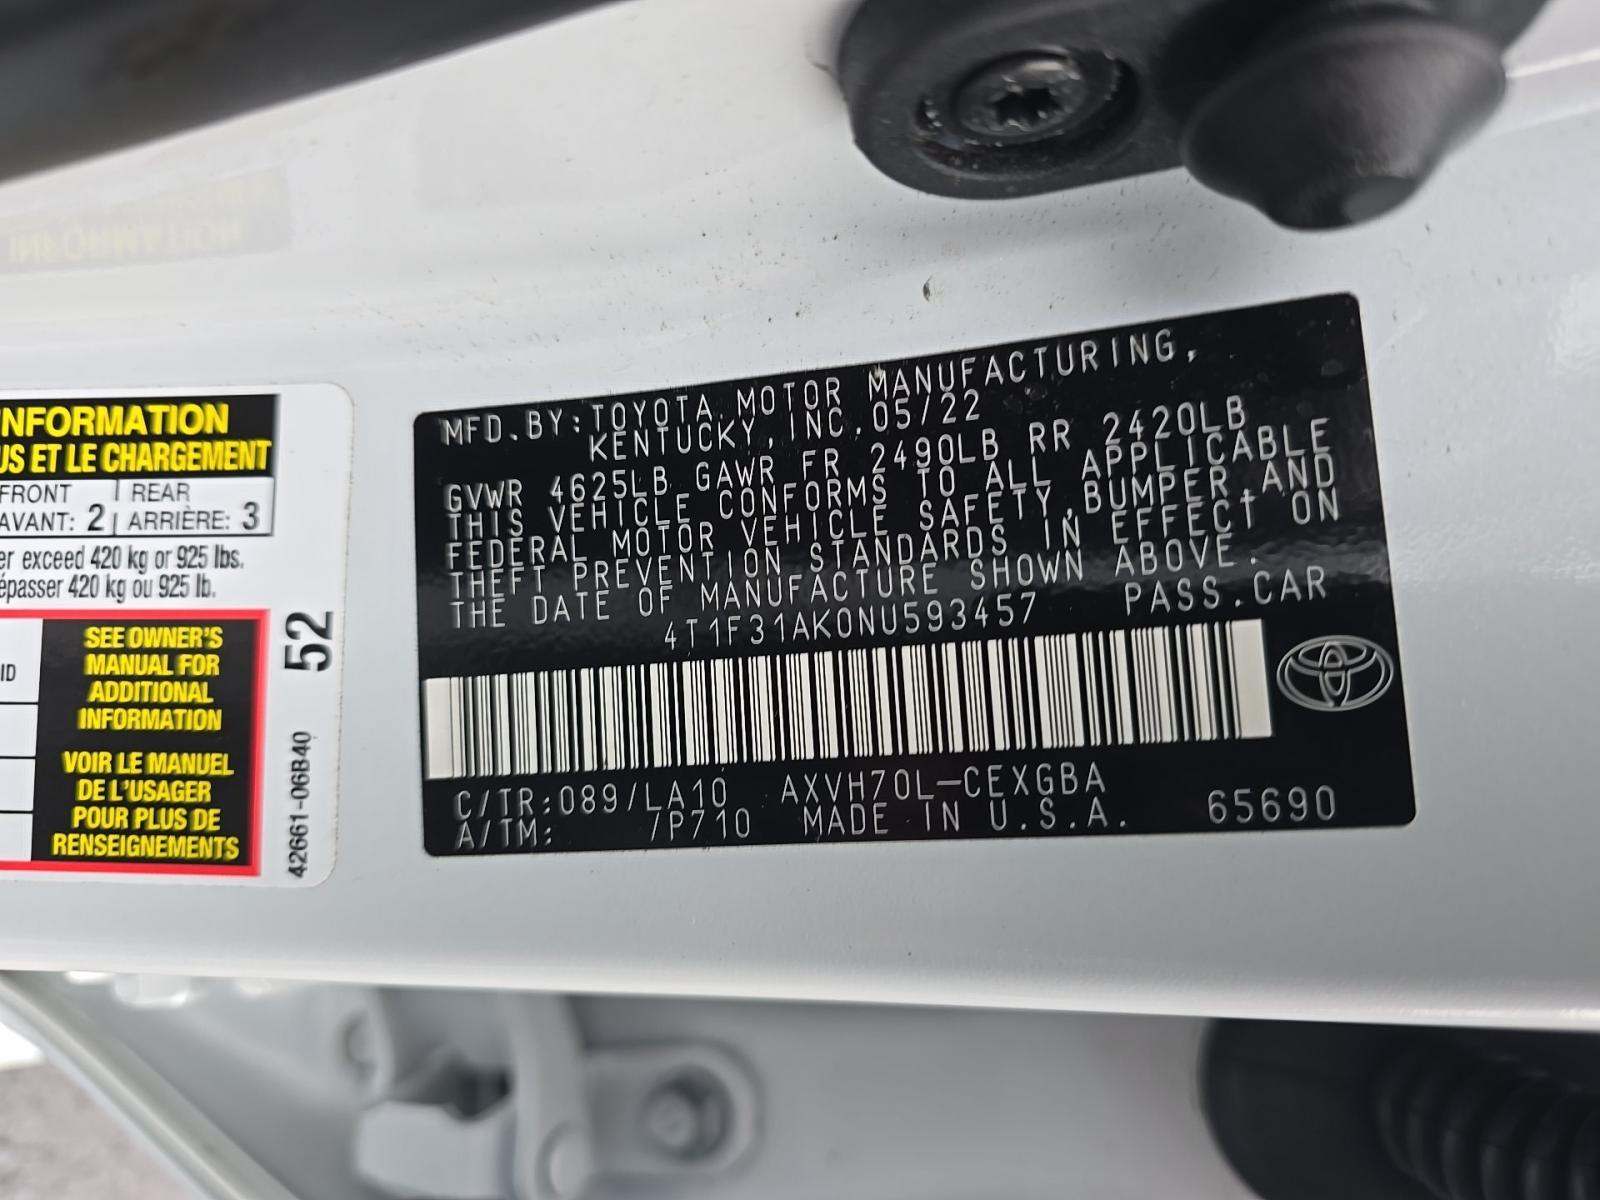 INFORMATION
US ET LE CHARGEMENT
FRONT REAR
AVANT: 2 ARRIÈRE: 3
er exceed 420 kg or 925 lbs.
épasser 420 kg ou 925 lb.
ID
SEE OWNER'S
MANUAL FOR
ADDITIONAL
INFORMATION
VOIR LE MANUEL
DE L'USAGER
POUR PLUS DE
RENSEIGNEMENTS
52
42661-06B40
MFD.BY:TOYOTA MOTOR MANUFACTURING,
KENTUCKY,INC.05/22
GVWR 4625LB GAWR FR 2490LB RR 2420LB
THIS VEHICLE CONFORMS TO ALL APPLICABLE
FEDERAL MOTOR VEHICLE SAFETY,BUMPER,AND
THEFT PREVENTION STANDARDS IN EFFECT ON
THE DATE OF MANUFACTURE SHOWN ABOVE.
4T1F31AK0NU593457 PASS.CAR
C/TR:089/LA10 AXVH70L-CEXGBA
A/TM: /P710 MADE IN U.S.A. 65690